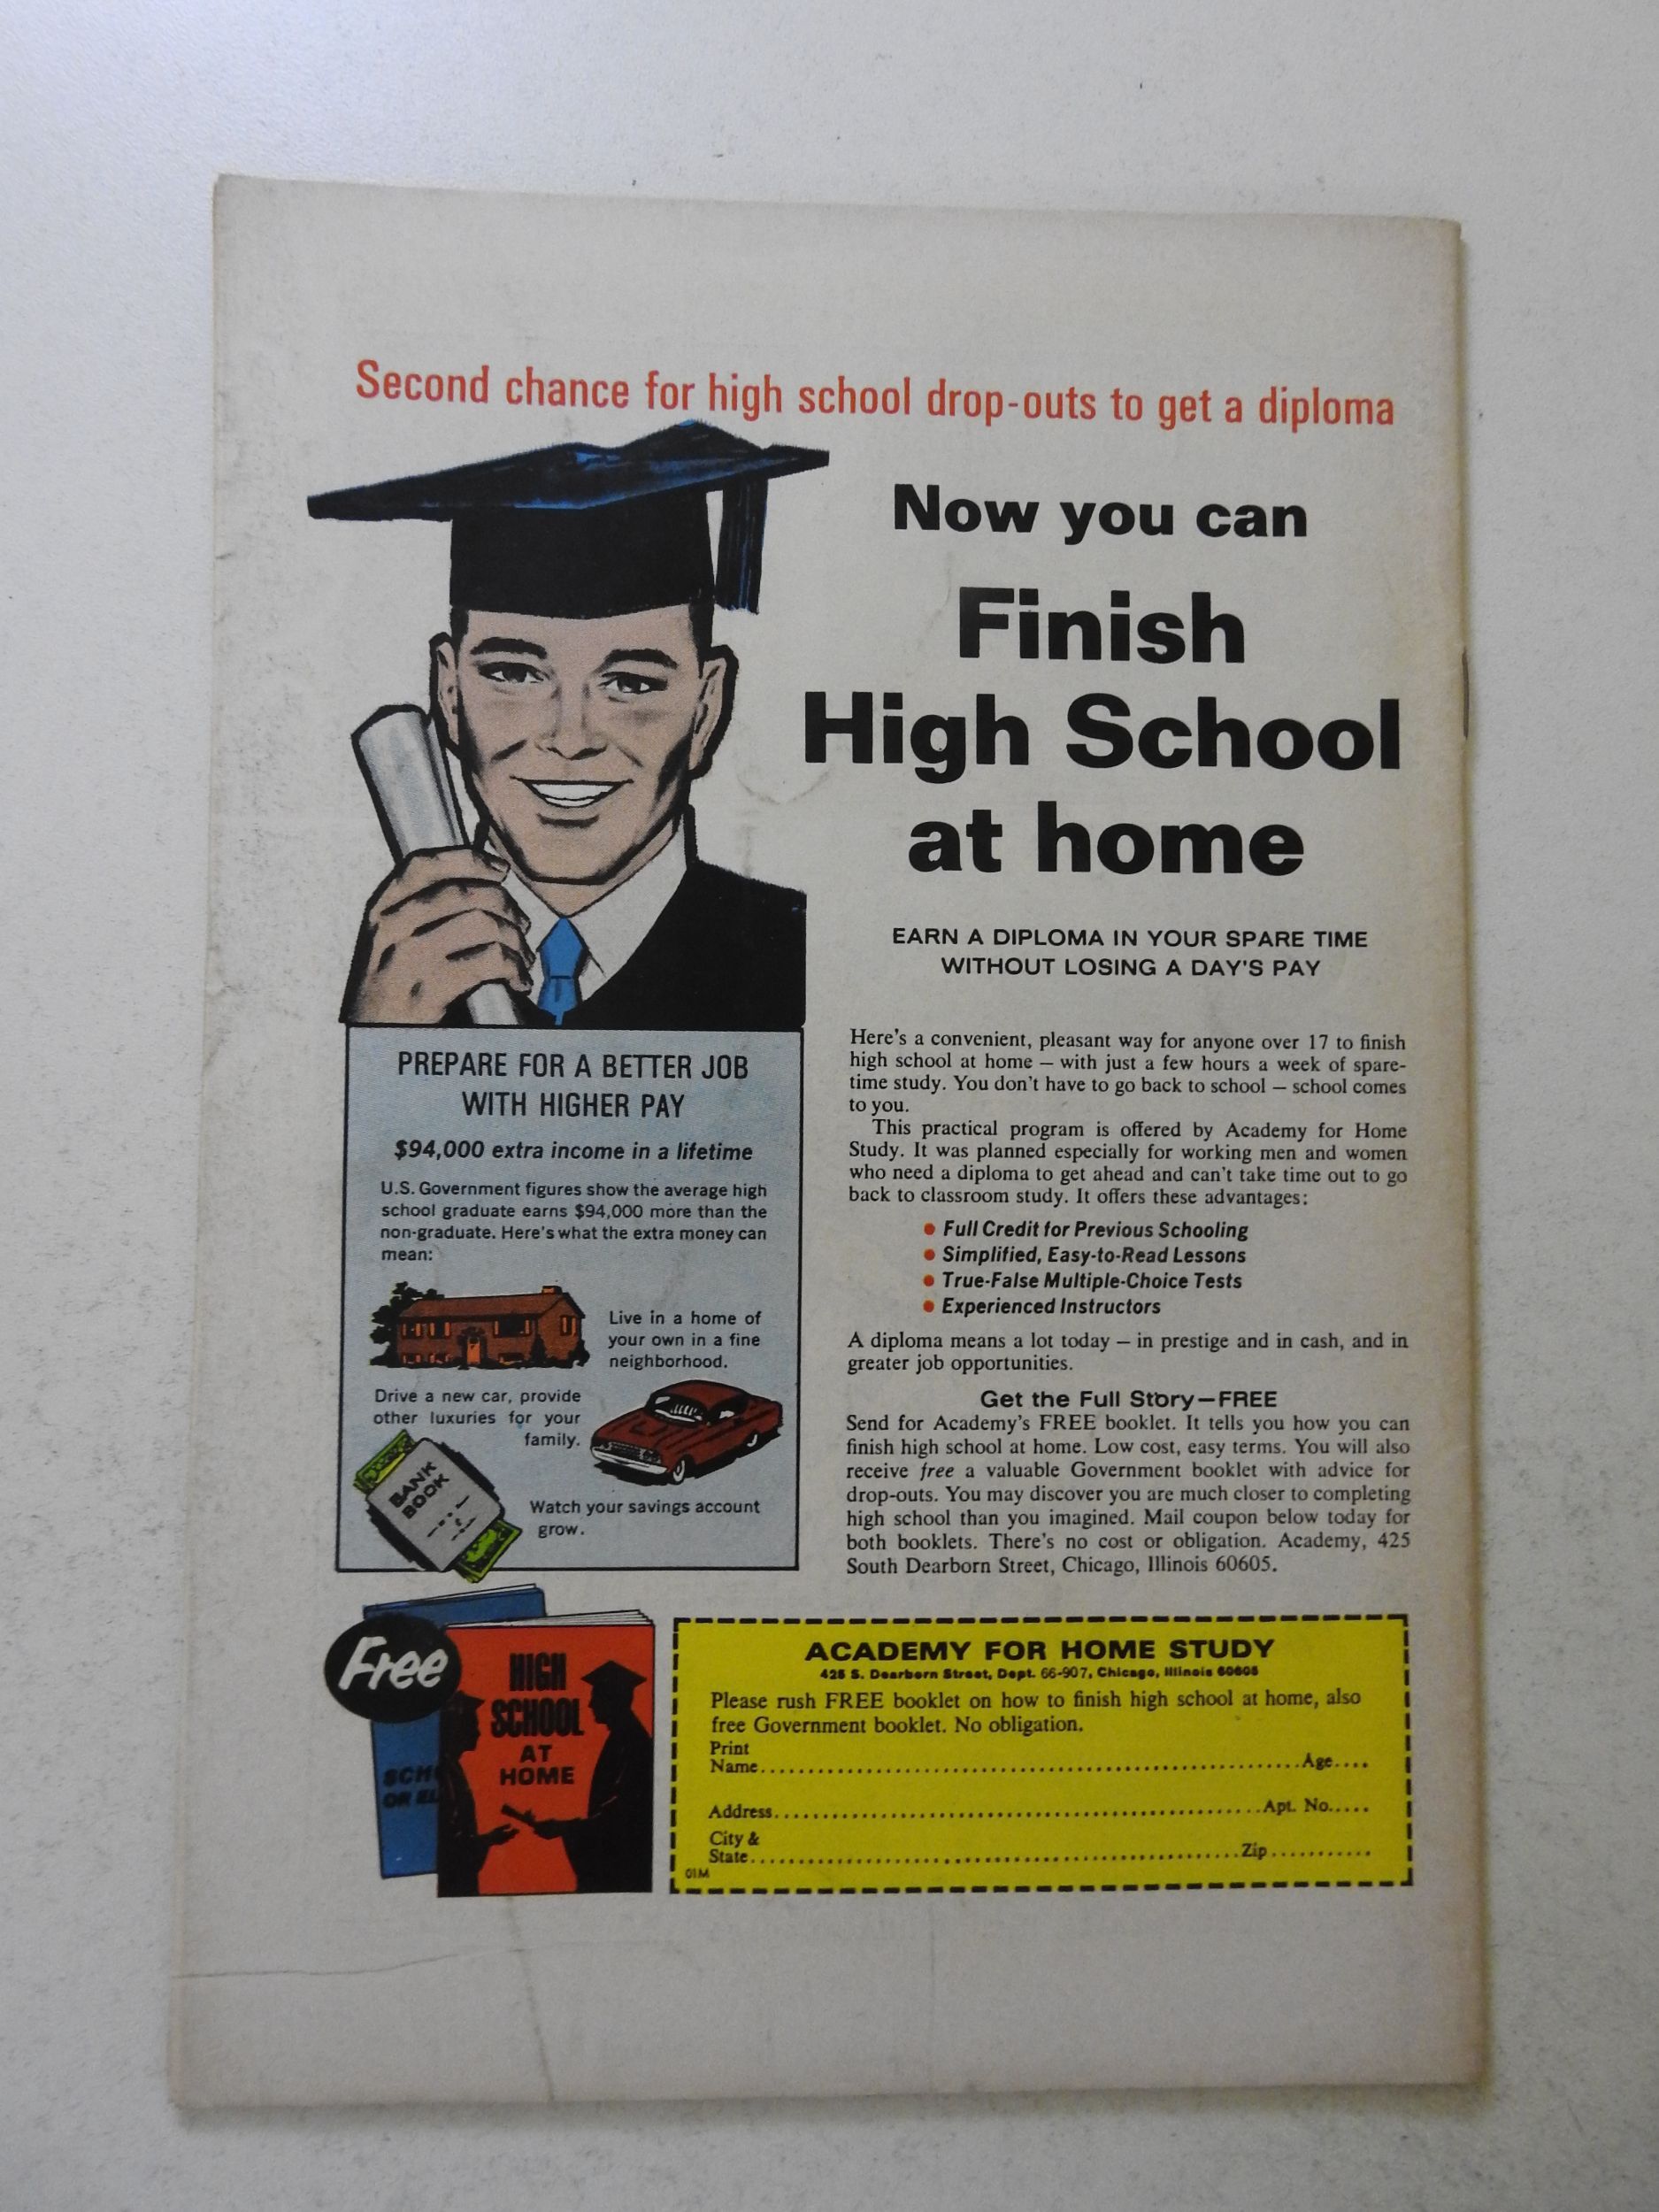 Second chance for high school drop-outs to get a diploma
Now you can
Finish
High School
at home
EARN A DIPLOMA IN YOUR SPARE TIME
WITHOUT LOSING A DAY'S PAY
PREPARE FOR A BETTER JOB
WITH HIGHER PAY
$94,000 extra income in a lifetime
U.S. Government figures show the average high
school graduate earns $94,000 more than the
non-graduate. Here's what the extra money can
mean:
Live in a home of
your own in a fine
neighborhood.
Drive a new car, provide
other luxuries for your
family.
BANK
BOOK
Watch your savings account
grow.
Here's a convenient, pleasant way for anyone over 17 to finish
high school at home — with just a few hours a week of spare-
time study. You don't have to go back to school — school comes
to you.
This practical program is offered by Academy for Home
Study. It was planned especially for working men and women
who need a diploma to get ahead and can't take time out to go
back to classroom study. It offers these advantages:
• Full Credit for Previous Schooling
• Simplified, Easy-to-Read Lessons
• True-False Multiple-Choice Tests
• Experienced Instructors
A diploma means a lot today — in prestige and in cash, and in
greater job opportunities.
Get the Full Story—FREE
Send for Academy's FREE booklet. It tells you how you can
finish high school at home. Low cost, easy terms. You will also
receive free a valuable Government booklet with advice for
drop-outs. You may discover you are much closer to completing
high school than you imagined. Mail coupon below today for
both booklets. There's no cost or obligation. Academy, 425
South Dearborn Street, Chicago, Illinois 60605.
Free
SCH
OR EL
HIGH
SCHOOL
AT
HOME
ACADEMY FOR HOME STUDY
425 S. Dearborn Street, Dept. 66-907, Chicago, Illinois 60605
Please rush FREE booklet on how to finish high school at home, also
free Government booklet. No obligation.
Print
Name..........Age....
Address..........Apt. No.....
City &
State..........Zip...........
01M